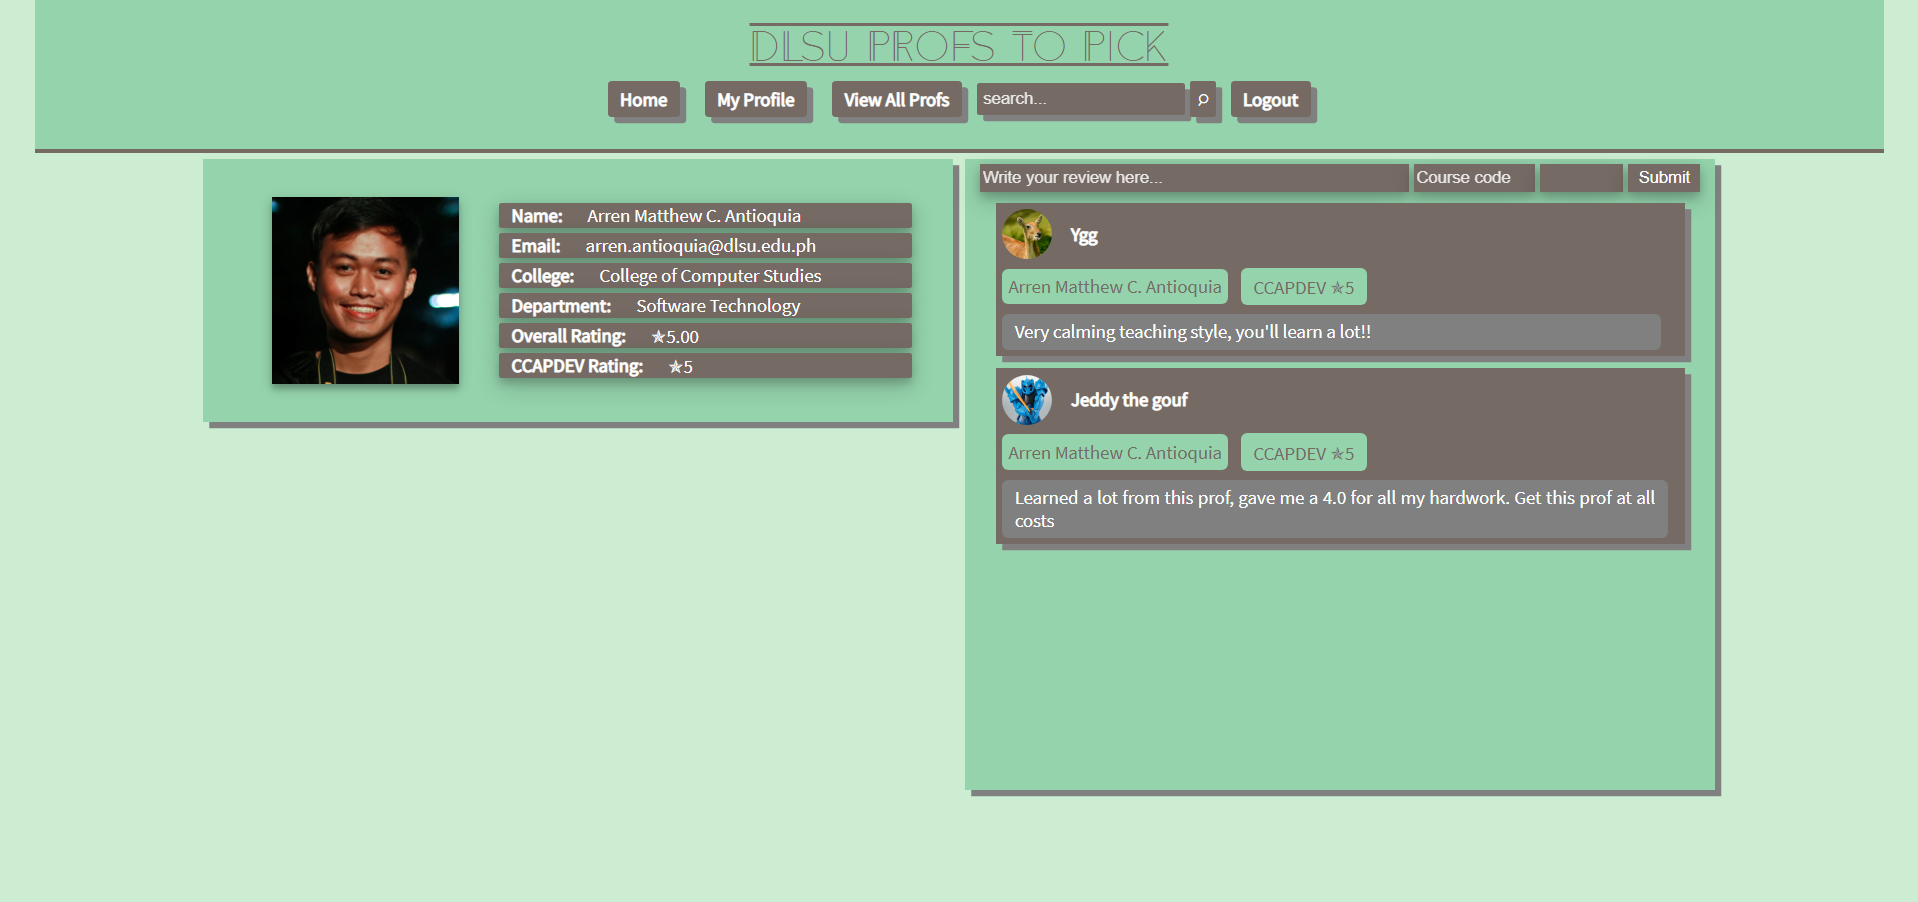 DLSU PROFS TO PICK
Home My Profile View All Profs search... Logout
Name: Arren Matthew C. Antioquia
Email: arren.antioquia@dlsu.edu.ph
College: College of Computer Studies
Department: Software Technology
Overall Rating: ★5.00
CCAPDEV Rating: ★5
Write your review here... Course code Submit
Ygg
Arren Matthew C. Antioquia CCAPDEV ★5
Very calming teaching style, you'll learn a lot!!
Jeddy the gouf
Arren Matthew C. Antioquia CCAPDEV ★5
Learned a lot from this prof, gave me a 4.0 for all my hardwork. Get this prof at all
costs